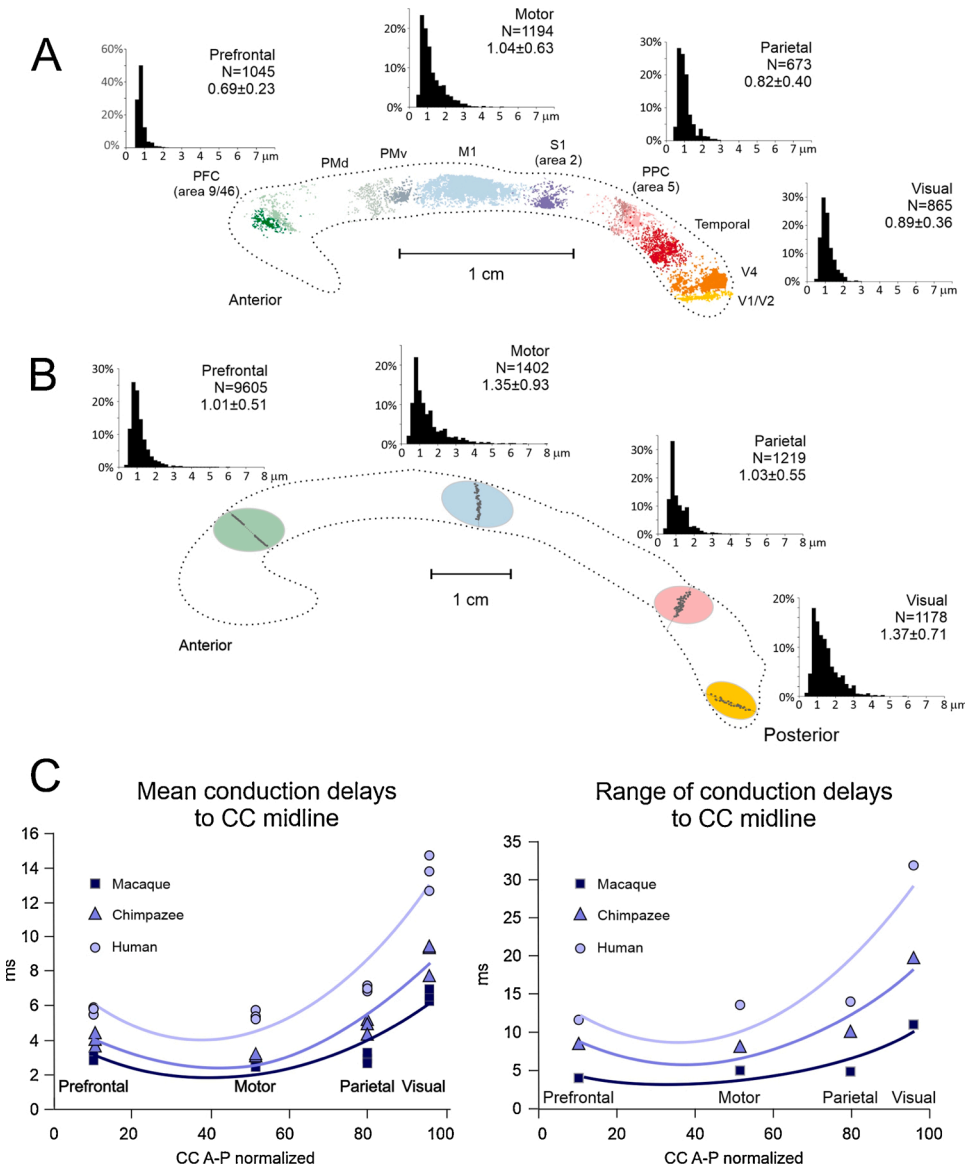 A
Prefrontal
N=1045
0.69±0.23
60%
40%
20%
0%
0 1 2 3 4 5 6 7 µm
Motor
N=1194
1.04±0.63
20%
10%
0%
0 1 2 3 4 5 6 7 8
Parietal
N=673
0.82±0.40
30%
20%
10%
0%
0 1 2 3 4 5 6 7 µm
Visual
N=865
0.89±0.36
30%
20%
10%
0%
0 1 2 3 4 5 6 7 µm
PFC
(area 9/46)
PMd
PMv
M1
S1
(area 2)
PPC
(area 5)
Temporal
V4
V1/V2
1 cm
Anterior
B
Prefrontal
N=9605
1.01±0.51
30%
20%
10%
0%
0 1 2 3 4 5 6 7 8 µm
Motor
N=1402
1.35±0.93
20%
10%
0%
0 1 2 3 4 5 6 7 8
Parietal
N=1219
1.03±0.55
30%
20%
10%
0%
0 1 2 3 4 5 6 7 8 µm
Visual
N=1178
1.37±0.71
20%
10%
0%
0 1 2 3 4 5 6 7 8
µm
1 cm
Anterior
Posterior
C
Mean conduction delays
to CC midline
16
14
12
10
8
6
4
2
0
ms
Macaque
Chimpazee
Human
Prefrontal Motor Parietal Visual
0 20 40 60 80 100
CC A-P normalized
Range of conduction delays
to CC midline
35
30
25
20
15
10
5
0
ms
Macaque
Chimpazee
Human
Prefrontal Motor Parietal Visual
0 20 40 60 80 100
CC A-P normalized